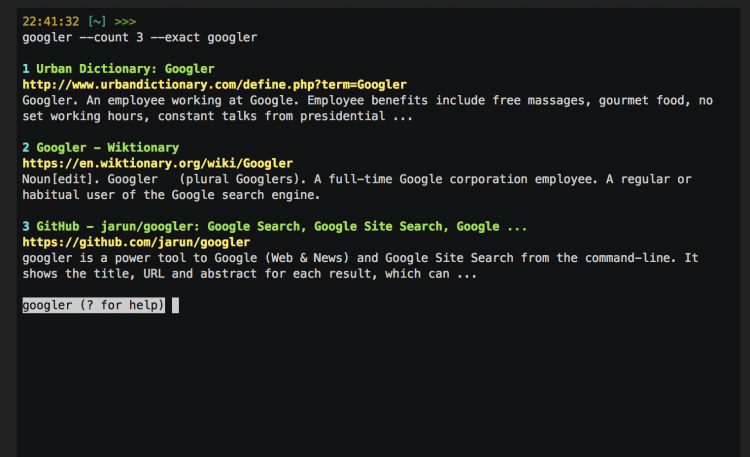 22:41:32 [~] >>>
googler --count 3 --exact googler
1 Urban Dictionary: Googler
http://www.urbandictionary.com/define.php?term=Googler
Googler. An employee working at Google. Employee benefits include free massages, gourmet food, no
set working hours, constant talks from presidential ...
2 Googler - Wiktionary
https://en.wiktionary.org/wiki/Googler
Noun[edit]. Googler   (plural Googlers). A full-time Google corporation employee. A regular or
habitual user of the Google search engine.
3 GitHub - jarun/googler: Google Search, Google Site Search, Google ...
https://github.com/jarun/googler
googler is a power tool to Google (Web & News) and Google Site Search from the command-line. It
shows the title, URL and abstract for each result, which can ...
googler (? for help)